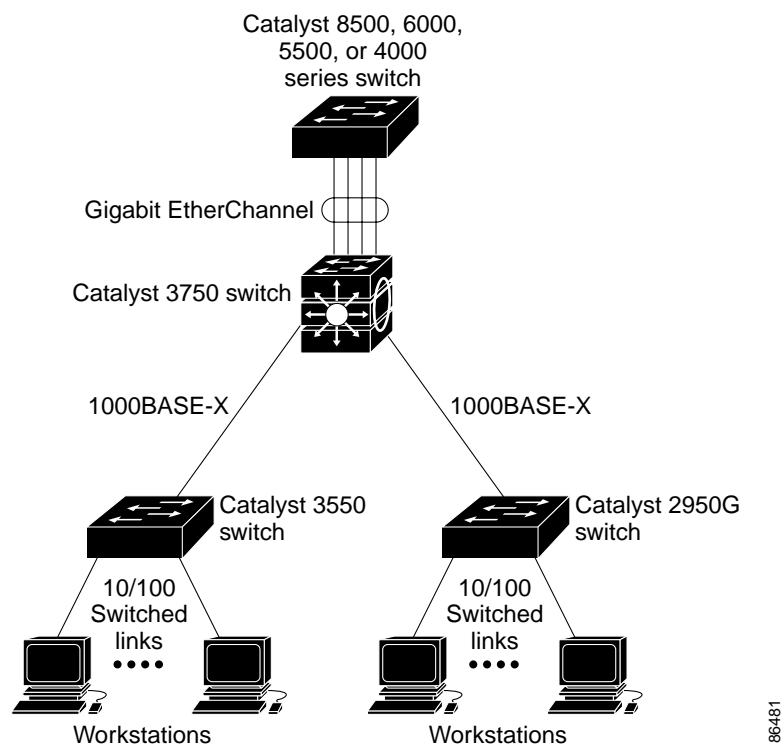 Catalyst 8500, 6000,
5500, or 4000
series switch
Gigabit EtherChannel
Catalyst 3750 switch
1000BASE-X
1000BASE-X
Catalyst 3550
switch
Catalyst 2950G
switch
10/100
Switched
links
10/100
Switched
links
Workstations
Workstations
86481